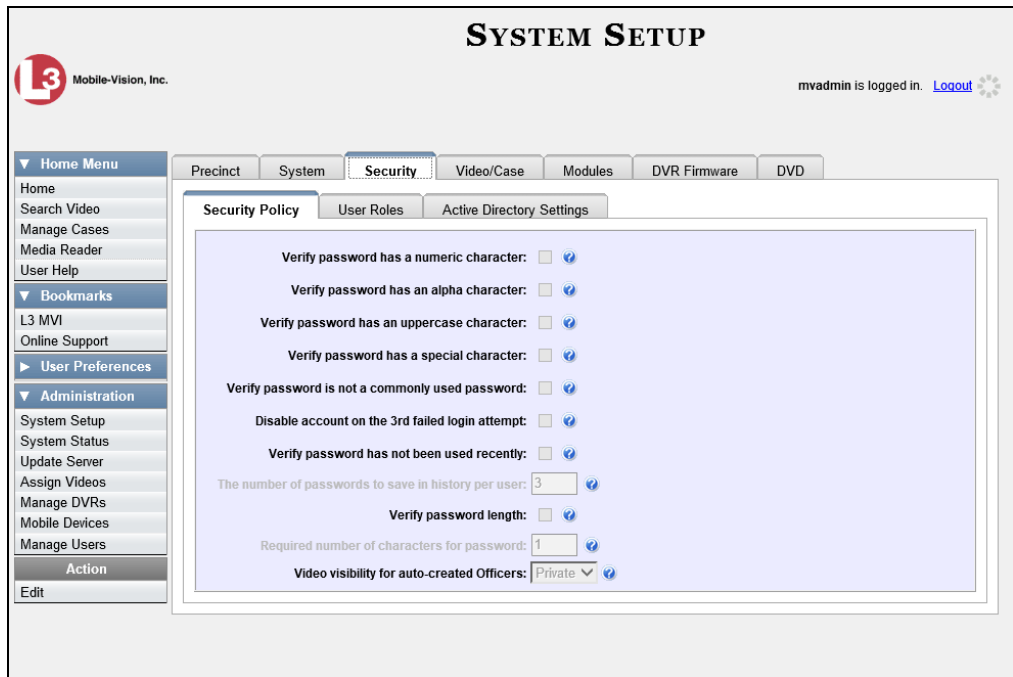 SYSTEM SETUP
L3 Mobile-Vision, Inc.
mvadmin is logged in. Logout
▼ Home Menu
Home
Search Video
Manage Cases
Media Reader
User Help
▼ Bookmarks
L3 MVI
Online Support
► User Preferences
▼ Administration
System Setup
System Status
Update Server
Assign Videos
Manage DVRs
Mobile Devices
Manage Users
Action
Edit
Precinct System Security Video/Case Modules DVR Firmware DVD
Security Policy User Roles Active Directory Settings
Verify password has a numeric character: ?
Verify password has an alpha character: ?
Verify password has an uppercase character: ?
Verify password has a special character: ?
Verify password is not a commonly used password: ?
Disable account on the 3rd failed login attempt: ?
Verify password has not been used recently: ?
The number of passwords to save in history per user: 3 ?
Verify password length: ?
Required number of characters for password: 1 ?
Video visibility for auto-created Officers: Private ?